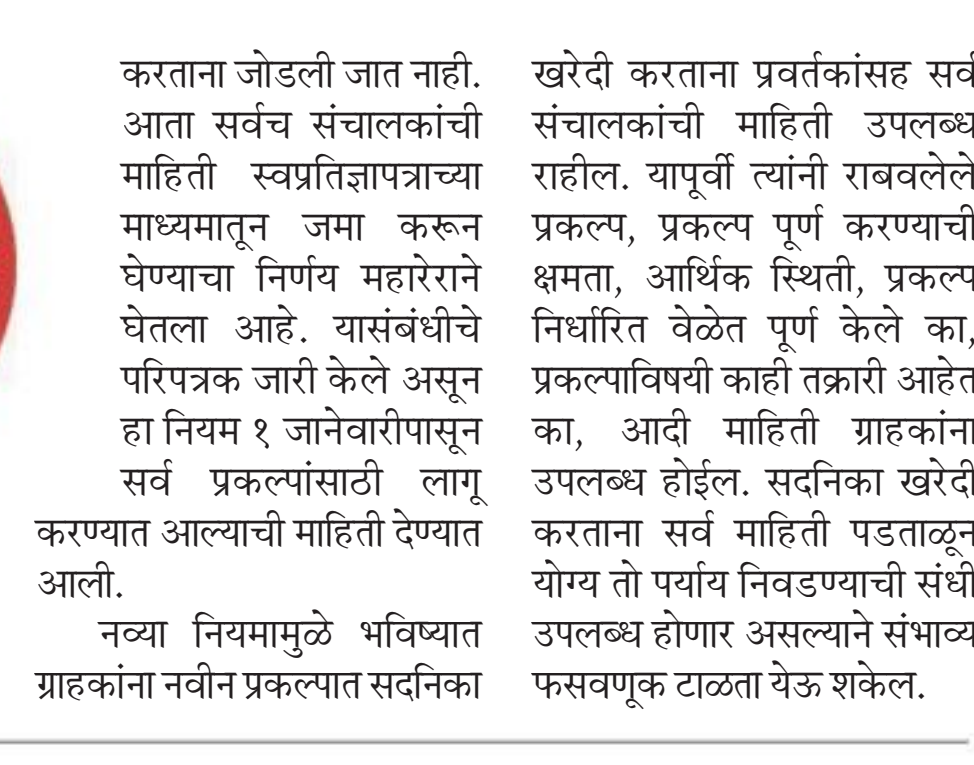 करताना जोडली जात नाही.
आता सर्वच संचालकांची
माहिती स्वप्रतिज्ञापत्राच्या
माध्यमातून जमा करून
घेण्याचा निर्णय महारेराने
घेतला आहे. यासंबंधीचे
परिपत्रक जारी केले असून
हा नियम १ जानेवारीपासून
सर्व प्रकल्पांसाठी लागू
करण्यात आल्याची माहिती देण्यात
आली.
नव्या नियमामुळे भविष्यात
ग्राहकांना नवीन प्रकल्पात सदनिका
खरेदी करताना प्रवर्तकांसह सर्व
संचालकांची माहिती उपलब्ध
राहील. यापूर्वी त्यांनी राबवलेले
प्रकल्प, प्रकल्प पूर्ण करण्याची
क्षमता, आर्थिक स्थिती, प्रकल्प
निर्धारित वेळेत पूर्ण केले का,
प्रकल्पाविषयी काही तक्रारी आहेत
का, आदी माहिती ग्राहकांना
उपलब्ध होईल. सदनिका खरेदी
करताना सर्व माहिती पडताळून
योग्य तो पर्याय निवडण्याची संधी
उपलब्ध होणार असल्याने संभाव्य
फसवणूक टाळता येऊ शकेल.